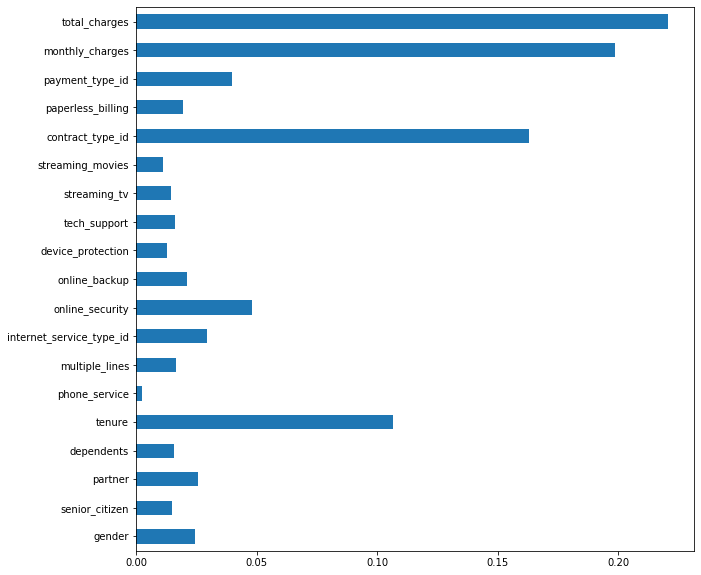 total_charges
monthly_charges
payment_type_id
paperless_billing
contract_type_id
streaming_movies
streaming_tv
tech_support
device_protection
online_backup
online_security
internet_service_type_id
multiple_lines
phone_service
tenure
dependents
partner
senior_citizen
gender
0.00 0.05 0.10 0.15 0.20